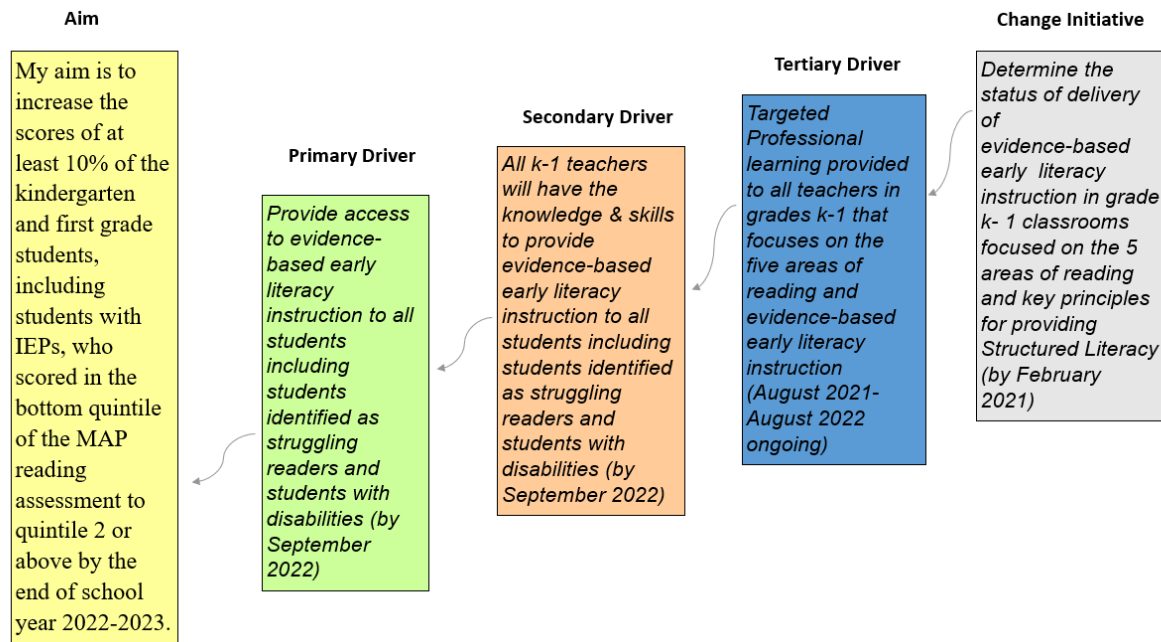 Aim
My aim is to
increase the
scores of at
least 10% of the
kindergarten
and first grade
students,
including
students with
IEPs, who
scored in the
bottom quintile
of the MAP
reading
assessment to
quintile 2 or
above by the
end of school
year 2022-2023.
Primary Driver
Provide access
to evidence-
based early
literacy
instruction to all
students
including
students
identified as
struggling
readers and
students with
disabilities (by
September
2022)
Secondary Driver
All k-1 teachers
will have the
knowledge & skills
to provide
evidence-based
early literacy
instruction to all
students including
students identified
as struggling
readers and
students with
disabilities (by
September 2022)
Tertiary Driver
Targeted
Professional
learning provided
to all teachers in
grades k-1 that
focuses on the
five areas of
reading and
evidence-based
early literacy
instruction
(August 2021-
August 2022
ongoing)
Change Initiative
Determine the
status of delivery
of
evidence-based
early literacy
instruction in grade
k- 1 classrooms
focused on the 5
areas of reading
and key principles
for providing
Structured Literacy
(by February
2021)